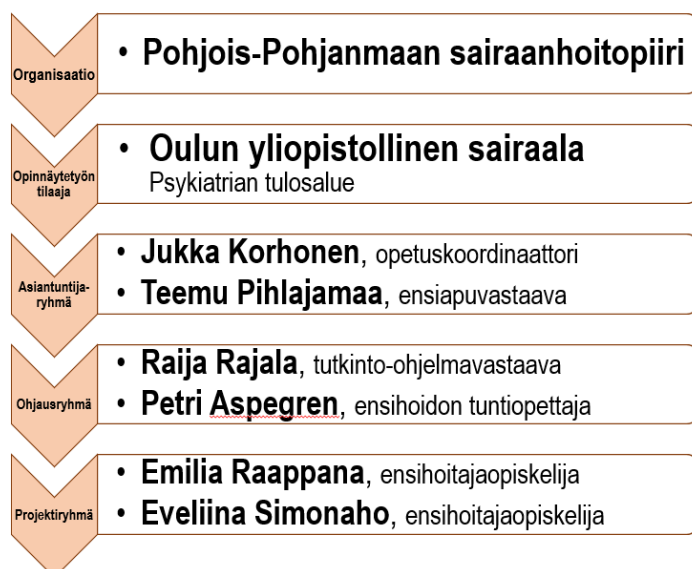 Organisaatio
• Pohjois-Pohjanmaan sairaanhoitopiiri
Opinnäytetyön
tilaaja
• Oulun yliopistollinen sairaala
Psykiatrian tulosalue
Asiantuntija-
ryhmä
• Jukka Korhonen, opetuskoordinaattori
• Teemu Pihlajamaa, ensiapuvastaava
Ohjausryhmä
• Raija Rajala, tutkinto-ohjelmavastaava
• Petri Aspegren, ensihoidon tuntiopettaja
Projektiryhmä
• Emilia Raappana, ensihoitajaopiskelija
• Eveliina Simonaho, ensihoitajaopiskelija